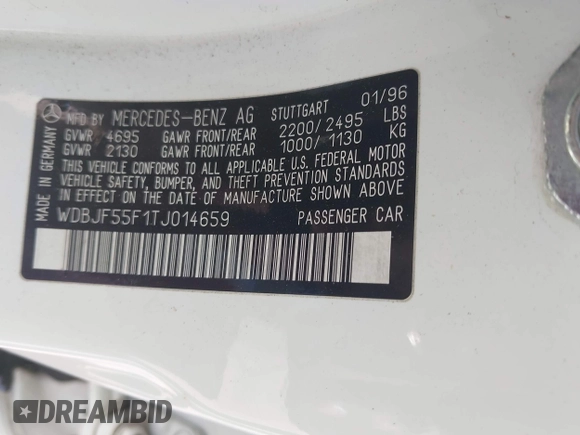 MFD BY MERCEDES-BENZ AG STUTTGART 01/96
GVWR 4695 GAWR FRONT/REAR 2200/2495 LBS
GVWR 2130 GAWR FRONT/REAR 1000/1130 KG
THIS VEHICLE CONFORMS TO ALL APPLICABLE U.S. FEDERAL MOTOR
VEHICLE SAFETY, BUMPER, AND THEFT PREVENTION STANDARDS
IN EFFECT ON THE DATE OF MANUFACTURE SHOWN ABOVE.
WDBJF55F1TJ014659 PASSENGER CAR
MADE IN GERMANY
DREAMBID